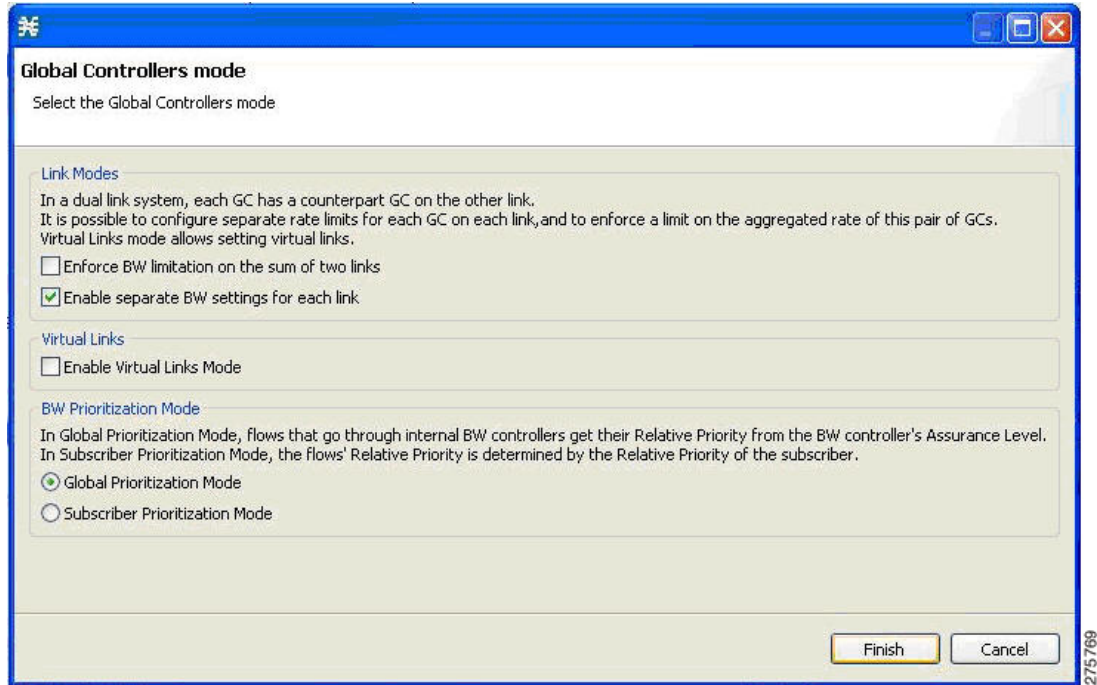 Global Controllers mode
Select the Global Controllers mode
Link Modes
In a dual link system, each GC has a counterpart GC on the other link.
It is possible to configure separate rate limits for each GC on each link,and to enforce a limit on the aggregated rate of this pair of GCs.
Virtual Links mode allows setting virtual links.
Enforce BW limitation on the sum of two links
Enable separate BW settings for each link
Virtual Links
Enable Virtual Links Mode
BW Prioritization Mode
In Global Prioritization Mode, flows that go through internal BW controllers get their Relative Priority from the BW controller's Assurance Level.
In Subscriber Prioritization Mode, the flows' Relative Priority is determined by the Relative Priority of the subscriber.
Global Prioritization Mode
Subscriber Prioritization Mode
Finish
Cancel
275769